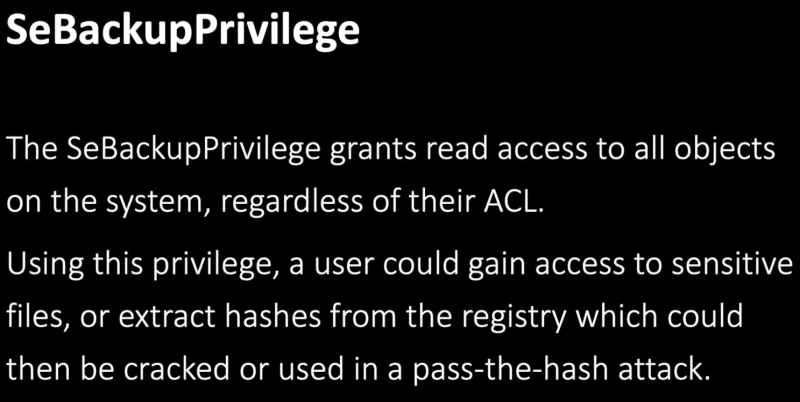 SeBackupPrivilege
The SeBackupPrivilege grants read access to all objects
on the system, regardless of their ACL.
Using this privilege, a user could gain access to sensitive
files, or extract hashes from the registry which could
then be cracked or used in a pass-the-hash attack.